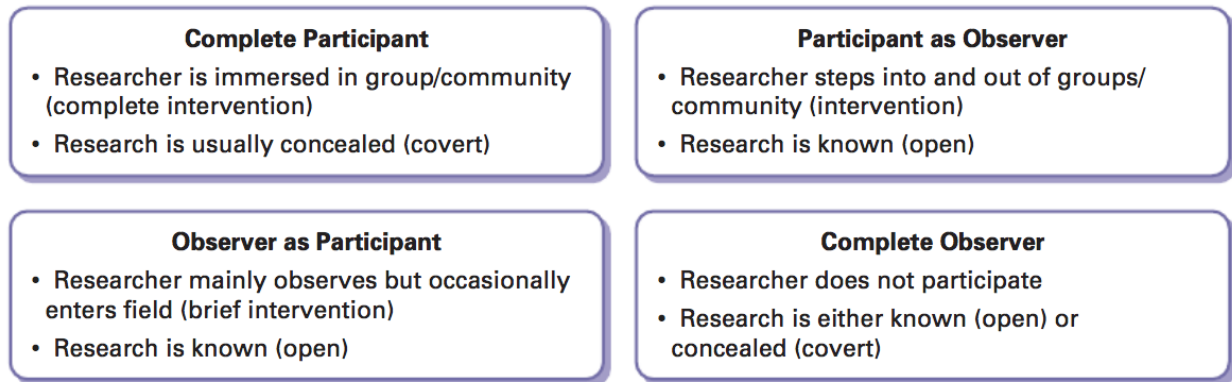 Complete Participant
• Researcher is immersed in group/community
(complete intervention)
• Research is usually concealed (covert)
Participant as Observer
• Researcher steps into and out of groups/
community (intervention)
• Research is known (open)
Observer as Participant
• Researcher mainly observes but occasionally
enters field (brief intervention)
• Research is known (open)
Complete Observer
• Researcher does not participate
• Research is either known (open) or
concealed (covert)